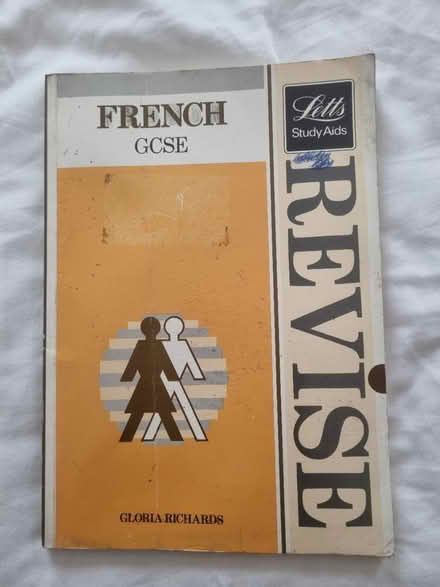 FRENCH
GCSE
Letts
Study Aids
REVISE
GLORIA RICHARDS